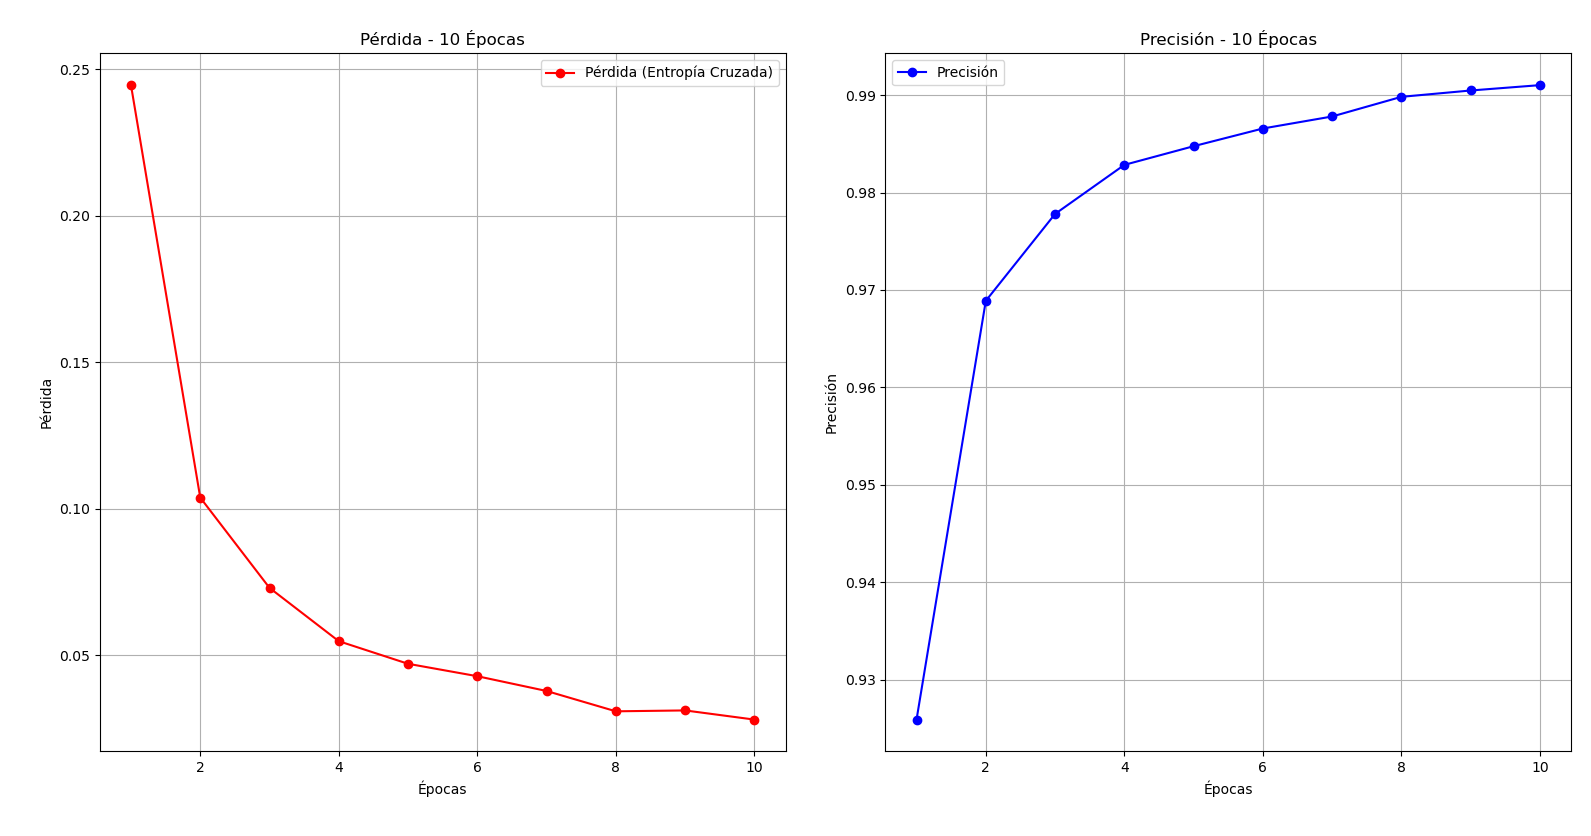 Pérdida - 10 Épocas
Pérdida (Entropía Cruzada)
0.25
0.20
0.15
0.10
0.05
Pérdida
2
4
6
8
10
Épocas
Precisión - 10 Épocas
Precisión
0.99
0.98
0.97
0.96
0.95
0.94
0.93
Precisión
2
4
6
8
10
Épocas